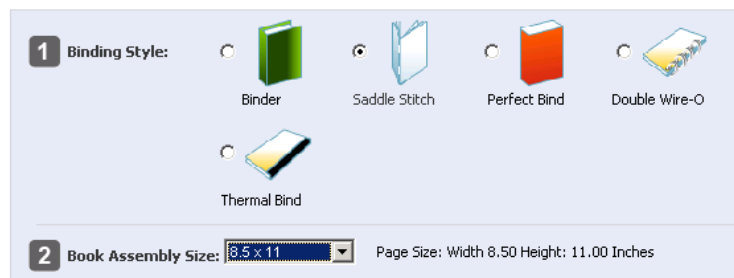 1 Binding Style:
Binder Saddle Stitch Perfect Bind Double Wire-O
Thermal Bind
2 Book Assembly Size: 8.5 x 11 Page Size: Width 8.50 Height: 11.00 Inches